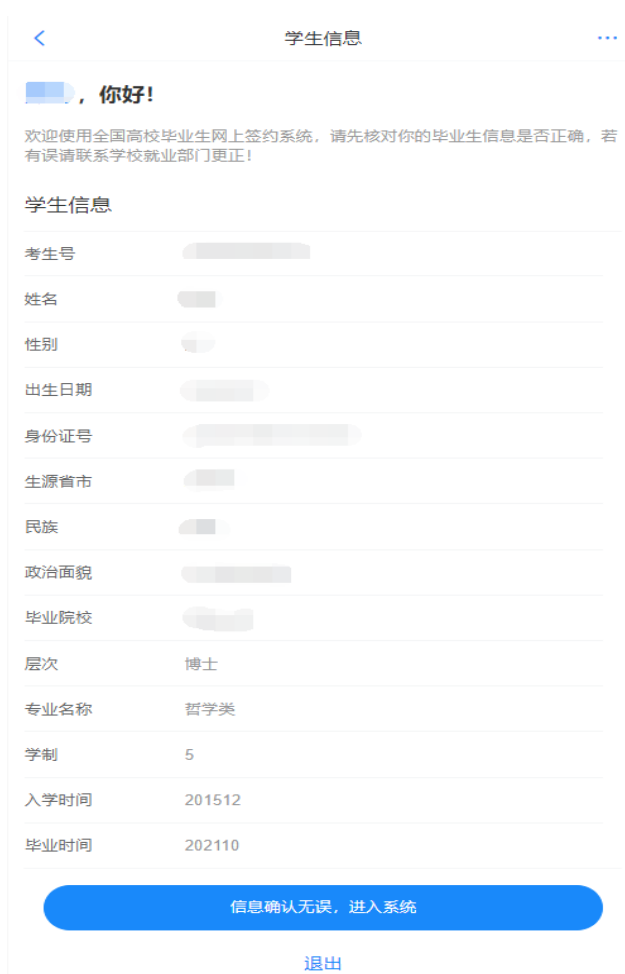 学生信息
，你好!
欢迎使用全国高校毕业生网上签约系统，请先核对你的毕业生信息是否正确，若
有误请联系学校就业部门更正!
学生信息
考生号
姓名
性别
出生日期
身份证号
生源省市
民族
政治面貌
毕业院校
层次 博士
专业名称 哲学类
学制 5
入学时间 201512
毕业时间 202110
信息确认无误，进入系统
退出